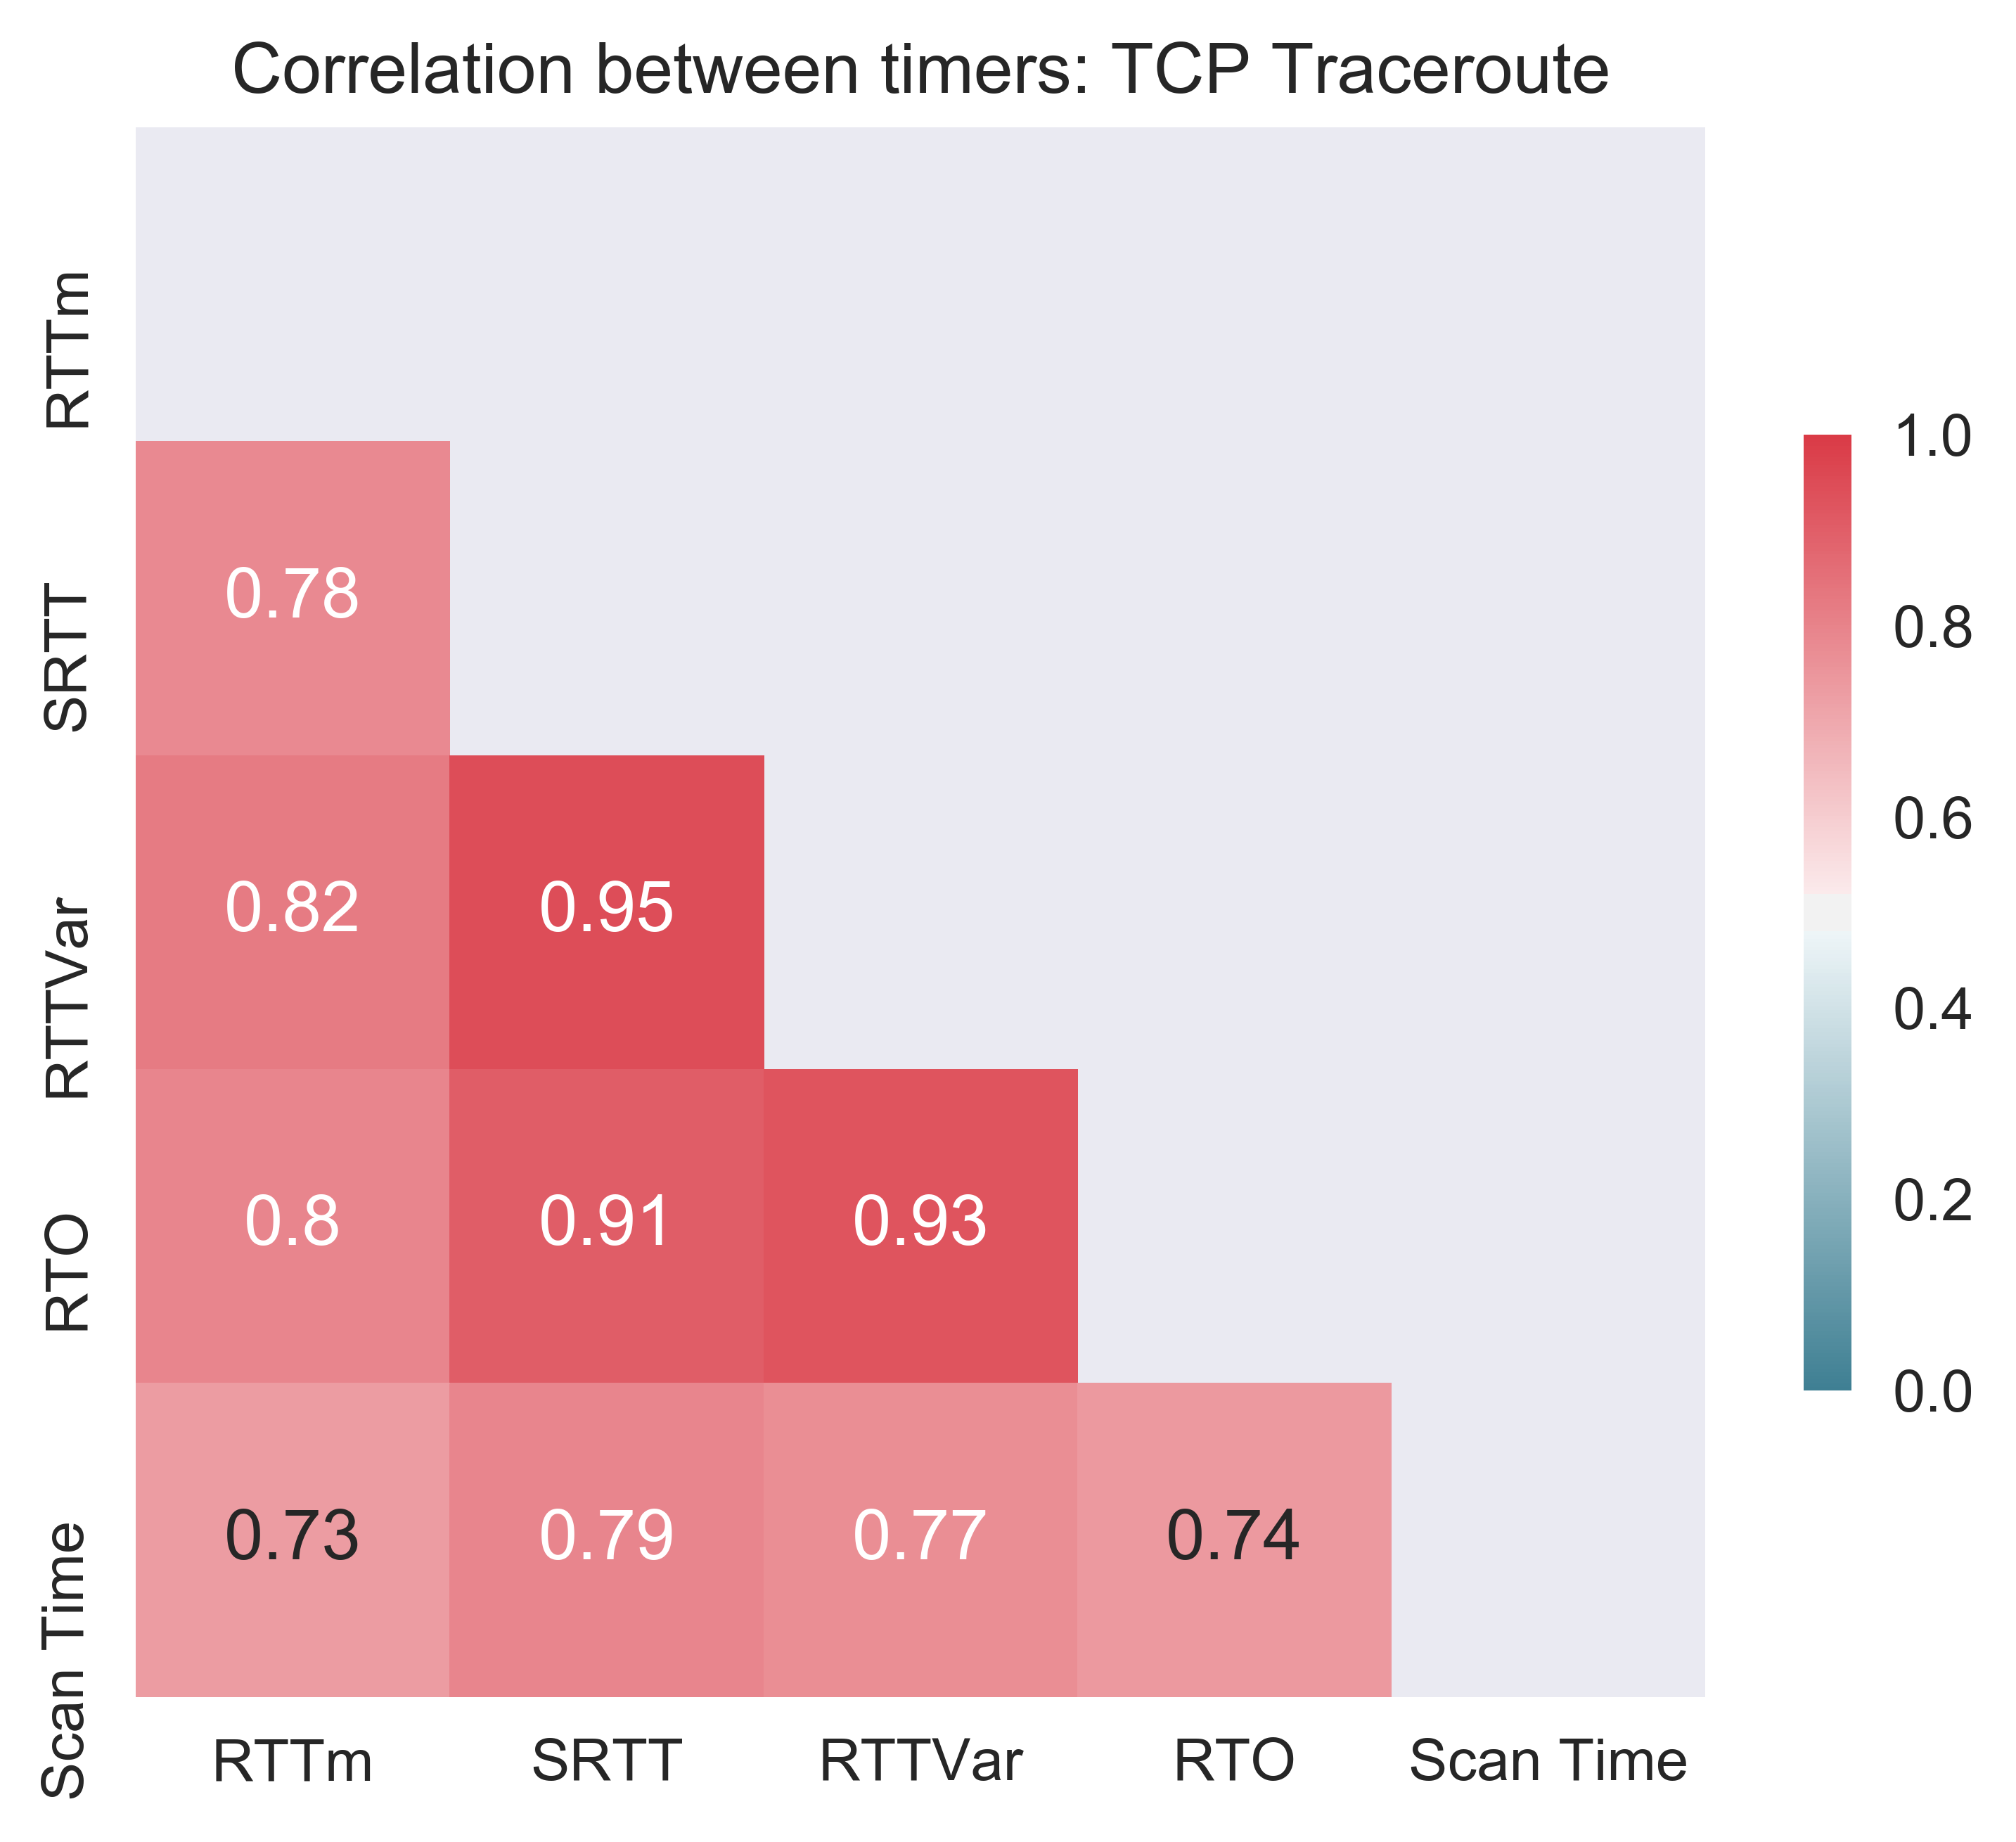 Correlation between timers: TCP Traceroute
RTTm
SRTT
0.78
RTTVar
0.82 0.95
RTO
0.8 0.91 0.93
Scan Time
0.73 0.79 0.77 0.74
RTTm SRTT RTTVar RTO Scan Time
1.0
0.8
0.6
0.4
0.2
0.0